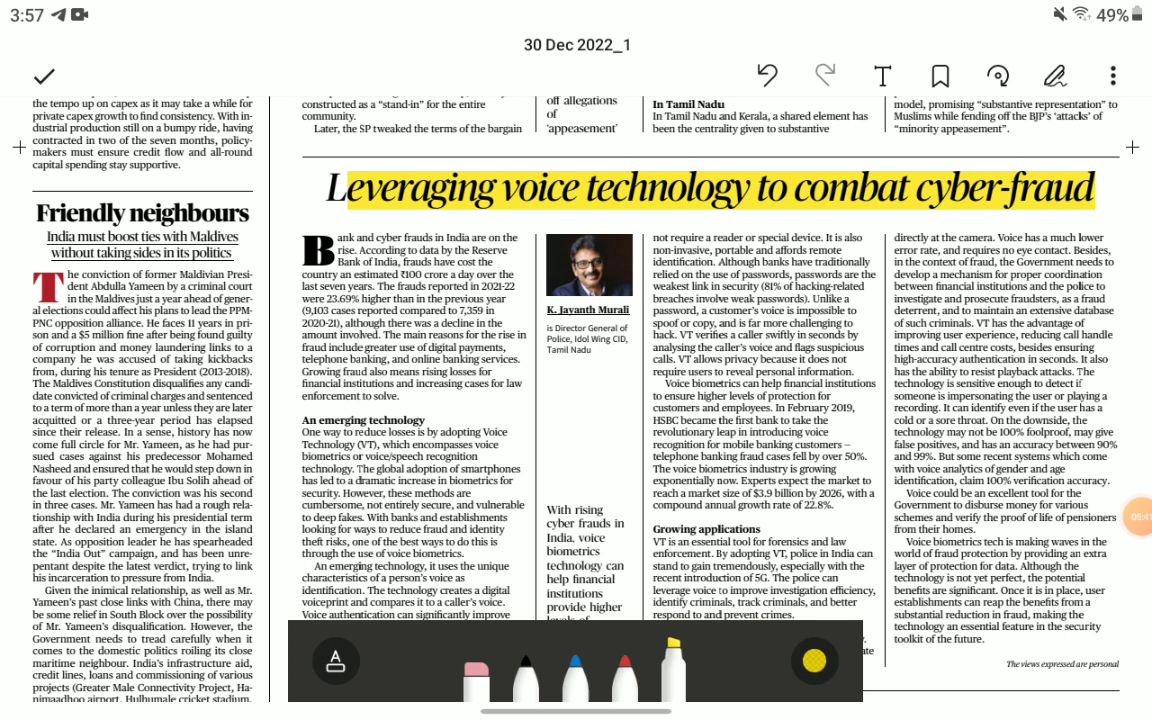 3:57
49%
30 Dec 2022_1
T
the tempo up on capex as it may take a while for
private capex growth to find consistency. With in-
dustrial production still on a bumpy ride, having
contracted in two of the seven months, policy-
makers must ensure credit flow and all-round
capital spending stay supportive.
Friendly neighbours
India must boost ties with Maldives
without taking sides in its politics
The conviction of former Maldivian Presi-
dent Abdulla Yameen by a criminal court
in the Maldives just a year ahead of gener-
al elections could affect his plans to lead the PPM-
PNC opposition alliance. He faces 11 years in pri-
son and a $5 million fine after being found guilty
of corruption and money laundering links to a
company he was accused of taking kickbacks
from, during his tenure as President (2013-2018).
The Maldives Constitution disqualifies any candi-
date convicted of criminal charges and sentenced
to a term of more than a year unless they are later
acquitted or a three-year period has elapsed
since their release. In a sense, history has now
come full circle for Mr. Yameen, as he had pur-
sued cases against his predecessor Mohamed
Nasheed and ensured that he would step down in
favour of his party colleague Ibu Solih ahead of
the last election. The conviction was his second
in three cases. Mr. Yameen has had a rough rela-
tionship with India during his presidential term
after he declared an emergency in the island
state. As opposition leader he has spearheaded
the “India Out” campaign, and has been unre-
pentant despite the latest verdict, trying to link
his incarceration to pressure from India.
Given the inimical relationship, as well as Mr.
Yameen's past close links with China, there may
be some relief in South Block over the possibility
of Mr. Yameen's disqualification. However, the
Government needs to tread carefully when it
comes to the domestic politics roiling its close
maritime neighbour. India's infrastructure aid,
credit lines, loans and commissioning of various
projects (Greater Male Connectivity Project, Ha-
nimaadhoo airport, Hulhumale cricket stadium,
constructed as a “stand-in” for the entire
community.
Later, the SP tweaked the terms of the bargain
off allegations
of
‘appeasement’
In Tamil Nadu
In Tamil Nadu and Kerala, a shared element has
been the centrality given to substantive
model, promising “substantive representation” to
Muslims while fending off the BJP's ‘attacks’ of
“minority appeasement”.
Leveraging voice technology to combat cyber-fraud
Bank and cyber frauds in India are on the
rise. According to data by the Reserve
Bank of India, frauds have cost the
country an estimated ₹100 crore a day over the
last seven years. The frauds reported in 2021-22
were 23.69% higher than in the previous year
(9,103 cases reported compared to 7,359 in
2020-21), although there was a decline in the
amount involved. The main reasons for the rise in
fraud include greater use of digital payments,
telephone banking, and online banking services.
Growing fraud also means rising losses for
financial institutions and increasing cases for law
enforcement to solve.
An emerging technology
One way to reduce losses is by adopting Voice
Technology (VT), which encompasses voice
biometrics or voice/speech recognition
technology. The global adoption of smartphones
has led to a dramatic increase in biometrics for
security. However, these methods are
cumbersome, not entirely secure, and vulnerable
to deep fakes. With banks and establishments
looking for ways to reduce fraud and identity
theft risks, one of the best ways to do this is
through the use of voice biometrics.
An emerging technology, it uses the unique
characteristics of a person's voice as
identification. The technology creates a digital
voiceprint and compares it to a caller's voice.
Voice authentication can significantly improve
K. Jayanth Murali
is Director General of
Police, Idol Wing CID,
Tamil Nadu
With rising
cyber frauds in
India, voice
biometrics
technology can
help financial
institutions
provide higher
levels of
not require a reader or special device. It is also
non-invasive, portable and affords remote
identification. Although banks have traditionally
relied on the use of passwords, passwords are the
weakest link in security (81% of hacking-related
breaches involve weak passwords). Unlike a
password, a customer's voice is impossible to
spoof or copy, and is far more challenging to
hack. VT verifies a caller swiftly in seconds by
analysing the caller's voice and flags suspicious
calls. VT allows privacy because it does not
require users to reveal personal information.
Voice biometrics can help financial institutions
to ensure higher levels of protection for
customers and employees. In February 2019,
HSBC became the first bank to take the
revolutionary leap in introducing voice
recognition for mobile banking customers –
telephone banking fraud cases fell by over 50%.
The voice biometrics industry is growing
exponentially now. Experts expect the market to
reach a market size of $3.9 billion by 2026, with a
compound annual growth rate of 22.8%.
Growing applications
VT is an essential tool for forensics and law
enforcement. By adopting VT, police in India can
stand to gain tremendously, especially with the
recent introduction of 5G. The police can
leverage voice to improve investigation efficiency,
identify criminals, track criminals, and better
respond to and prevent crimes.
directly at the camera. Voice has a much lower
error rate, and requires no eye contact. Besides,
in the context of fraud, the Government needs to
develop a mechanism for proper coordination
between financial institutions and the police to
investigate and prosecute fraudsters, as a fraud
deterrent, and to maintain an extensive database
of such criminals. VT has the advantage of
improving user experience, reducing call handle
times and call centre costs, besides ensuring
high-accuracy authentication in seconds. It also
has the ability to resist playback attacks. The
technology is sensitive enough to detect if
someone is impersonating the user or playing a
recording. It can identify even if the user has a
cold or a sore throat. On the downside, the
technology may not be 100% foolproof, may give
false positives, and has an accuracy between 90%
and 99%. But some recent systems which come
with voice analytics of gender and age
identification, claim 100% verification accuracy.
Voice could be an excellent tool for the
Government to disburse money for various
schemes and verify the proof of life of pensioners
from their homes.
Voice biometrics tech is making waves in the
world of fraud protection by providing an extra
layer of protection for data. Although the
technology is not yet perfect, the potential
benefits are significant. Once it is in place, user
establishments can reap the benefits from a
substantial reduction in fraud, making the
technology an essential feature in the security
toolkit of the future.
The views expressed are personal
05:41
A